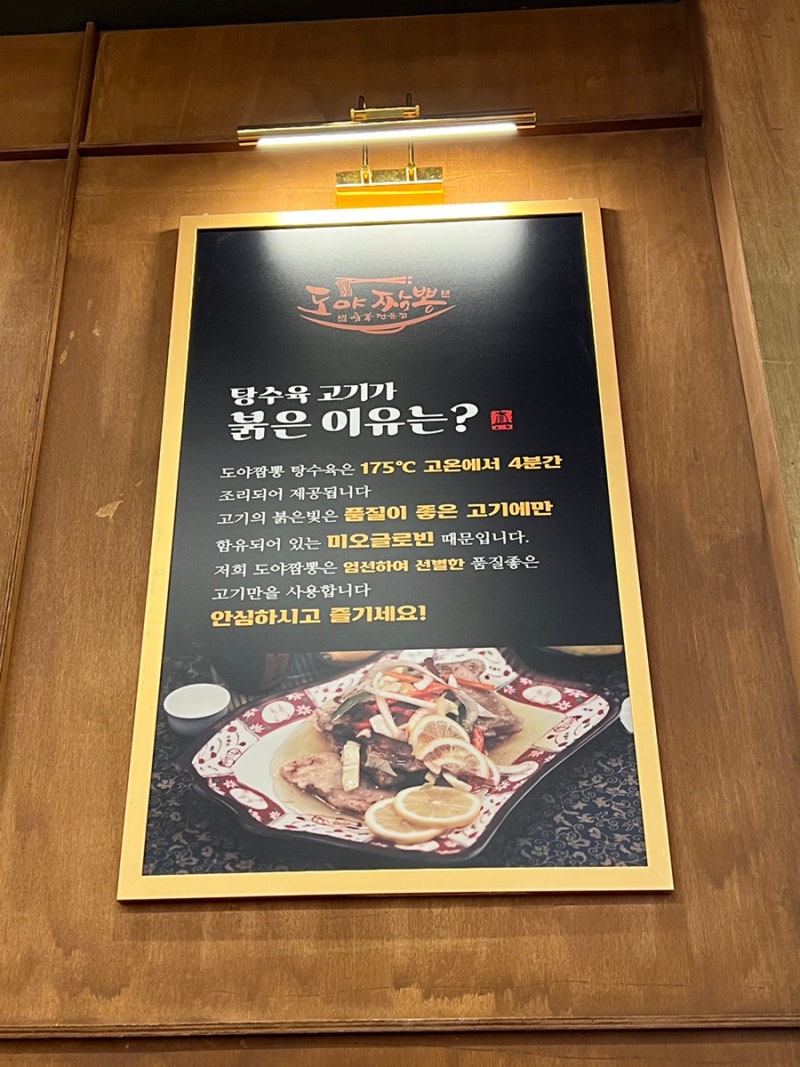 도야짬뽕
탕수육 고기가
붉은 이유는?
도야짬뽕 탕수육은 175℃ 고온에서 4분간
조리되어 제공됩니다
고기의 붉은빛은 품질이 좋은 고기에만
함유되어 있는 미오글로빈 때문입니다.
저희 도야짬뽕은 엄선하여 선별한 품질좋은
고기만을 사용합니다
안심하시고 즐기세요!